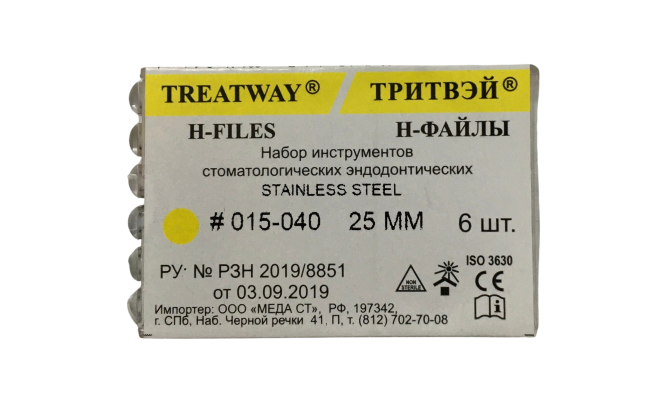 TREATWAY® ТРИТВЭЙ®
H-FILES Н-ФАЙЛЫ
Набор инструментов
стоматологических эндодонтических
STAINLESS STEEL
# 015-040 25 MM 6 шт.
РУ: № РЗН 2019/8851
от 03.09.2019
NON STERILE
ISO 3630
CE
i
Импортер: ООО «МЕДА СТ», РФ, 197342,
г. СПб, Наб. Черной речки 41, П, т. (812) 702-70-08